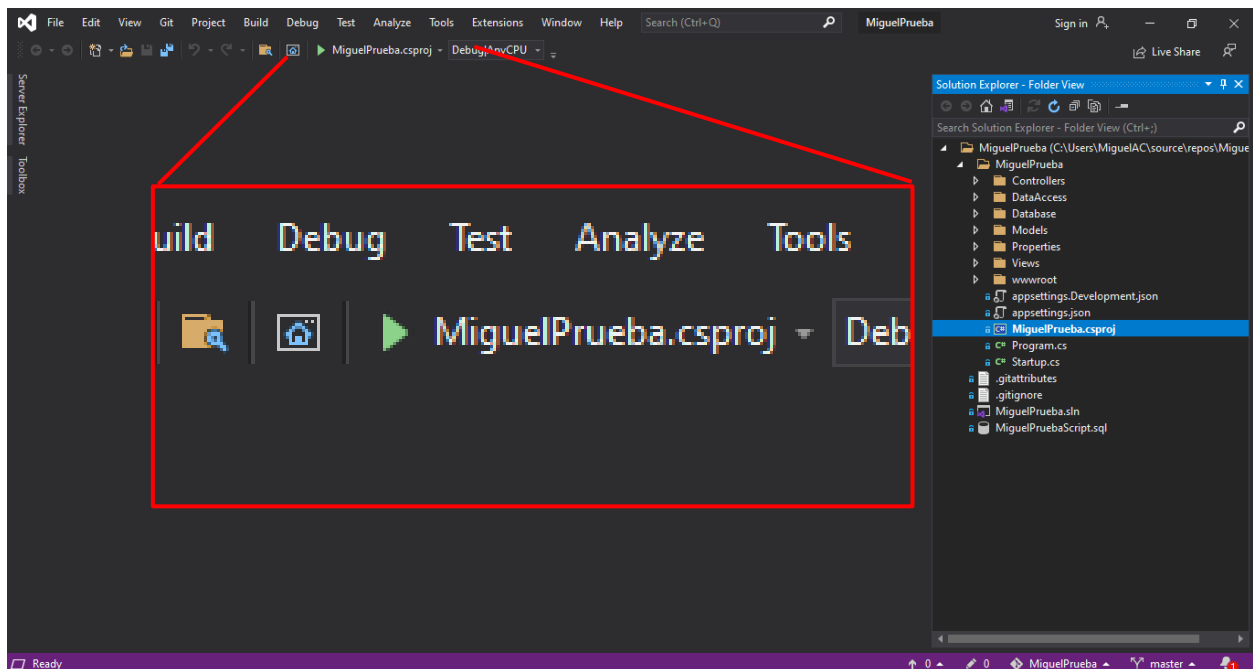 File Edit View Git Project Build Debug Test Analyze Tools Extensions Window Help Search (Ctrl+Q) MiguelPrueba Sign in
MiguelPrueba.csproj Debug|AnyCPU Live Share
Server Explorer
Toolbox
uild Debug Test Analyze Tools
MiguelPrueba.csproj Deb
Solution Explorer - Folder View
Search Solution Explorer - Folder View (Ctrl+;)
MiguelPrueba (C:\Users\MiguelAC\source\repos\Migue
MiguelPrueba
Controllers
DataAccess
Database
Models
Properties
Views
wwwroot
appsettings.Development.json
appsettings.json
C# MiguelPrueba.csproj
C# Program.cs
C# Startup.cs
.gitattributes
.gitignore
MiguelPrueba.sln
MiguelPruebaScript.sql
Ready 0 0 MiguelPrueba master 1